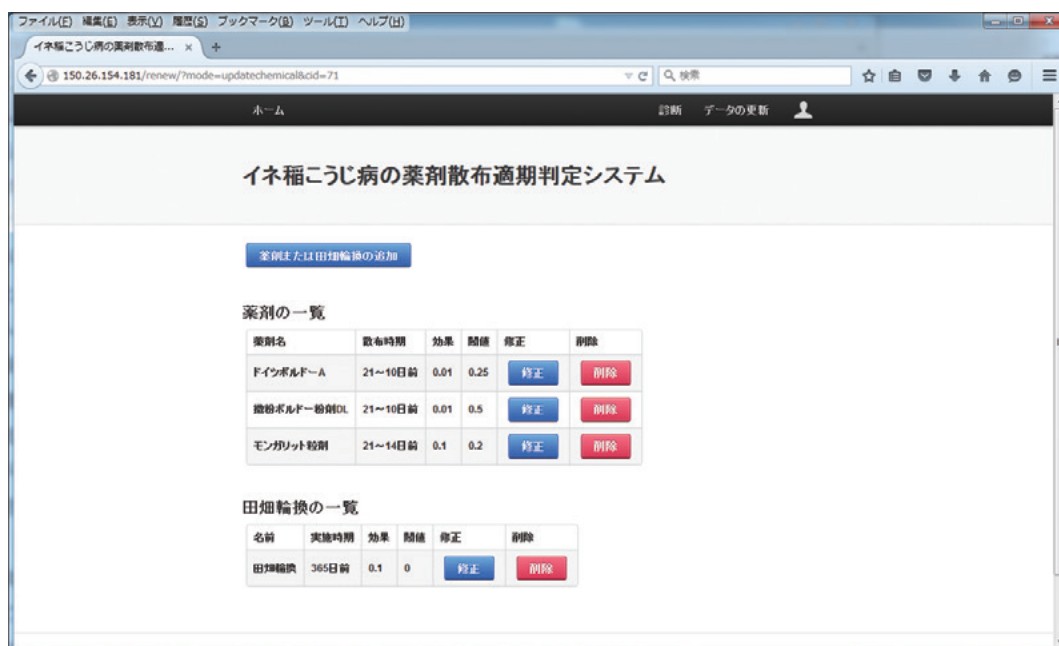 ファイル(F) 編集(E) 表示(V) 履歴(S) ブックマーク(B) ツール(T) ヘルプ(H)
イネ稲こうじ病の薬剤散布適... × +
150.26.154.181/renew/?mode=updatechemical&cid=71 検索
ホーム 診断 データの更新
イネ稲こうじ病の薬剤散布適期判定システム
薬剤または田畑輪換の追加
薬剤の一覧
薬剤名 散布時期 効果 閾値 修正 削除
ドイツボルドーA 21～10日前 0.01 0.25 修正 削除
撒粉ボルドー粉剤DL 21～10日前 0.01 0.5 修正 削除
モンガリット粒剤 21～14日前 0.1 0.2 修正 削除
田畑輪換の一覧
名前 実施時期 効果 閾値 修正 削除
田畑輪換 365日前 0.1 0 修正 削除